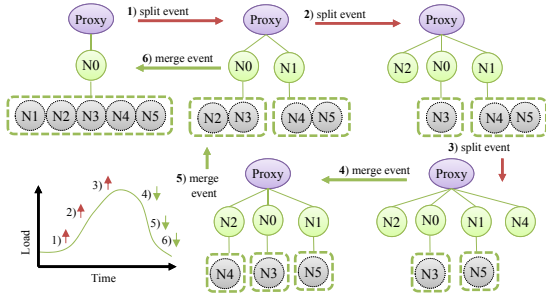 Proxy
1) split event
Proxy
2) split event
Proxy
N0
6) merge event
N0
N1
N2
N0
N1
N1
N2
N3
N4
N5
N2
N3
N4
N5
N3
N4
N5
3) split
event
Proxy
4) merge event
Proxy
5) merge
event
N2
N0
N1
N2
N0
N1
N4
N4
N3
N5
N3
N5
Load
1)
2)
3)
4)
5)
6)
Time